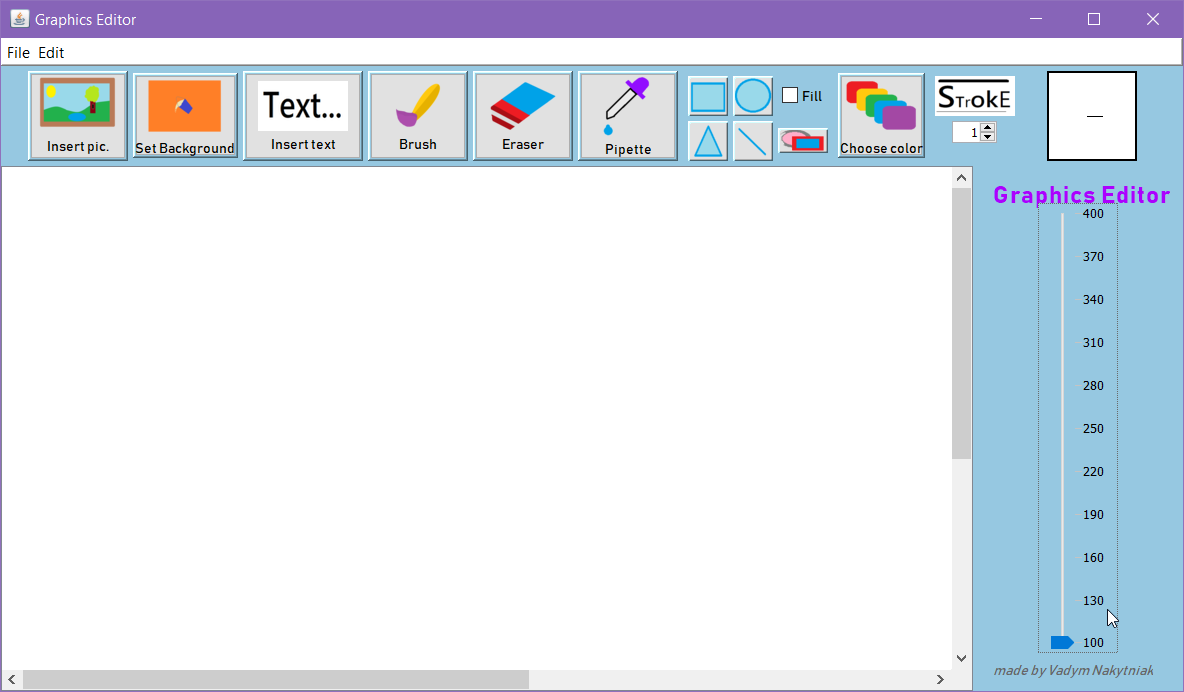 Graphics Editor
File Edit
Text...
Insert pic.
Set Background
Insert text
Brush
Eraser
Pipette
Fill
Choose color
STrokE
1
Graphics Editor
400
370
340
310
280
250
220
190
160
130
100
made by Vadym Nakytniak